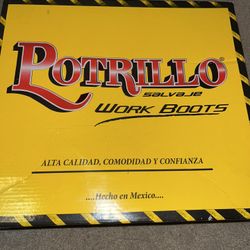 POTRILLO®
SALVAJE
WORK BOOTS
ALTA CALIDAD, COMODIDAD Y CONFIANZA
....Hecho en Mexico....